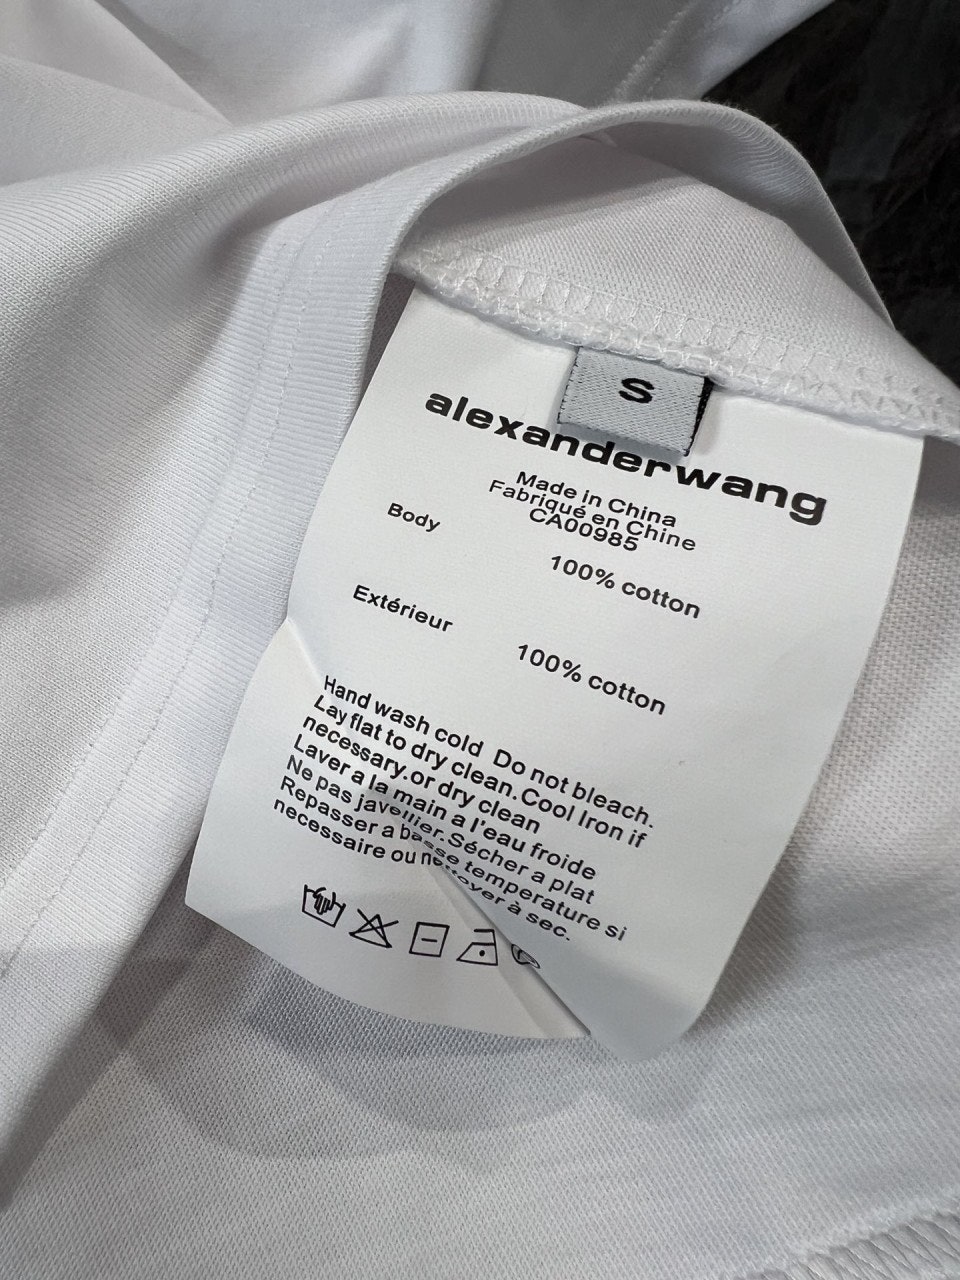 S
alexanderwang
Made in China
Fabriqué en Chine
CA00985
Body
100% cotton
Extérieur
100% cotton
Hand wash cold Do not bleach.
Lay flat to dry clean.Cool Iron if
necessary.or dry clean
Laver a la main a l'eau froide
Ne pas javellier.Sécher a plat
Repasser a basse temperature si
necessaire ou nettoyer à sec.